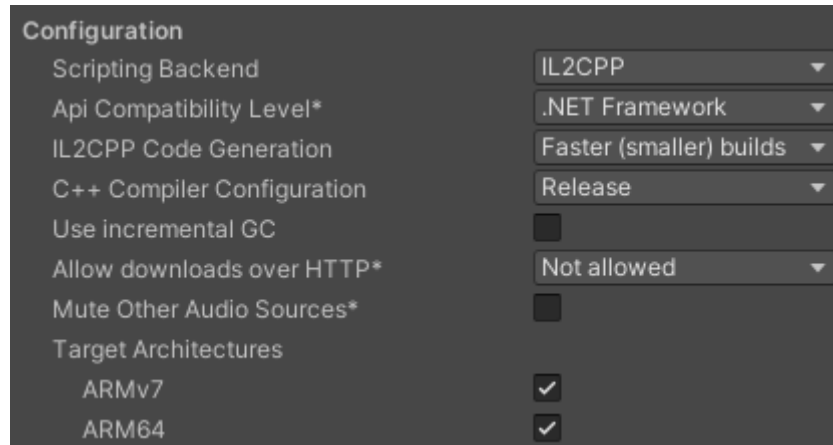 Configuration
Scripting Backend IL2CPP
Api Compatibility Level* .NET Framework
IL2CPP Code Generation Faster (smaller) builds
C++ Compiler Configuration Release
Use incremental GC
Allow downloads over HTTP* Not allowed
Mute Other Audio Sources*
Target Architectures
ARMv7
ARM64